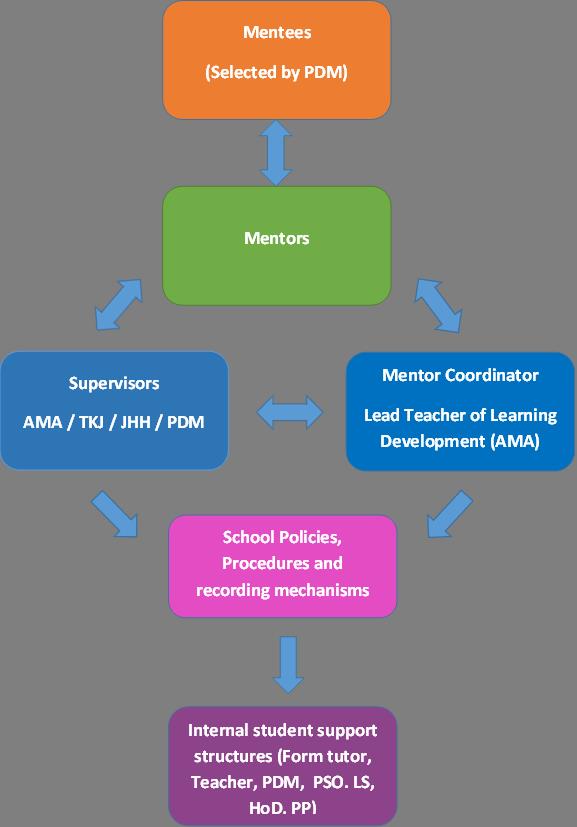 Mentees
(Selected by PDM)
Mentors
Supervisors
AMA / TKJ / JHH / PDM
Mentor Coordinator
Lead Teacher of Learning
Development (AMA)
School Policies,
Procedures and
recording mechanisms
Internal student support
structures (Form tutor,
Teacher, PDM, PSO. LS,
HoD. PP)